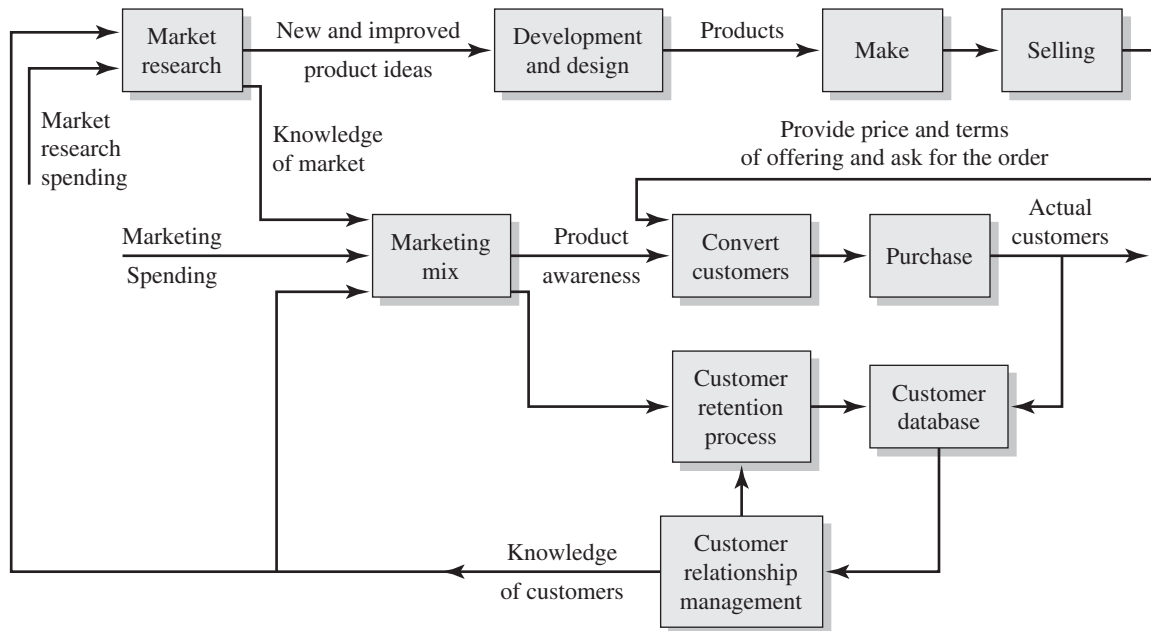 Market
research
New and improved
product ideas
Development
and design
Products
Make
Selling
Market
research
spending
Knowledge
of market
Provide price and terms
of offering and ask for the order
Marketing
Spending
Marketing
mix
Product
awareness
Convert
customers
Purchase
Actual
customers
Customer
retention
process
Customer
database
Knowledge
of customers
Customer
relationship
management